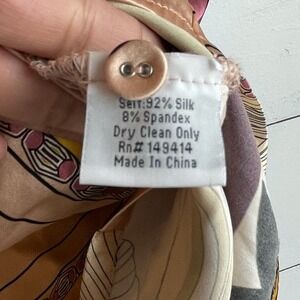 Self:92% Silk
8% Spandex
Dry Clean Only
Rn# 149414
Made In China